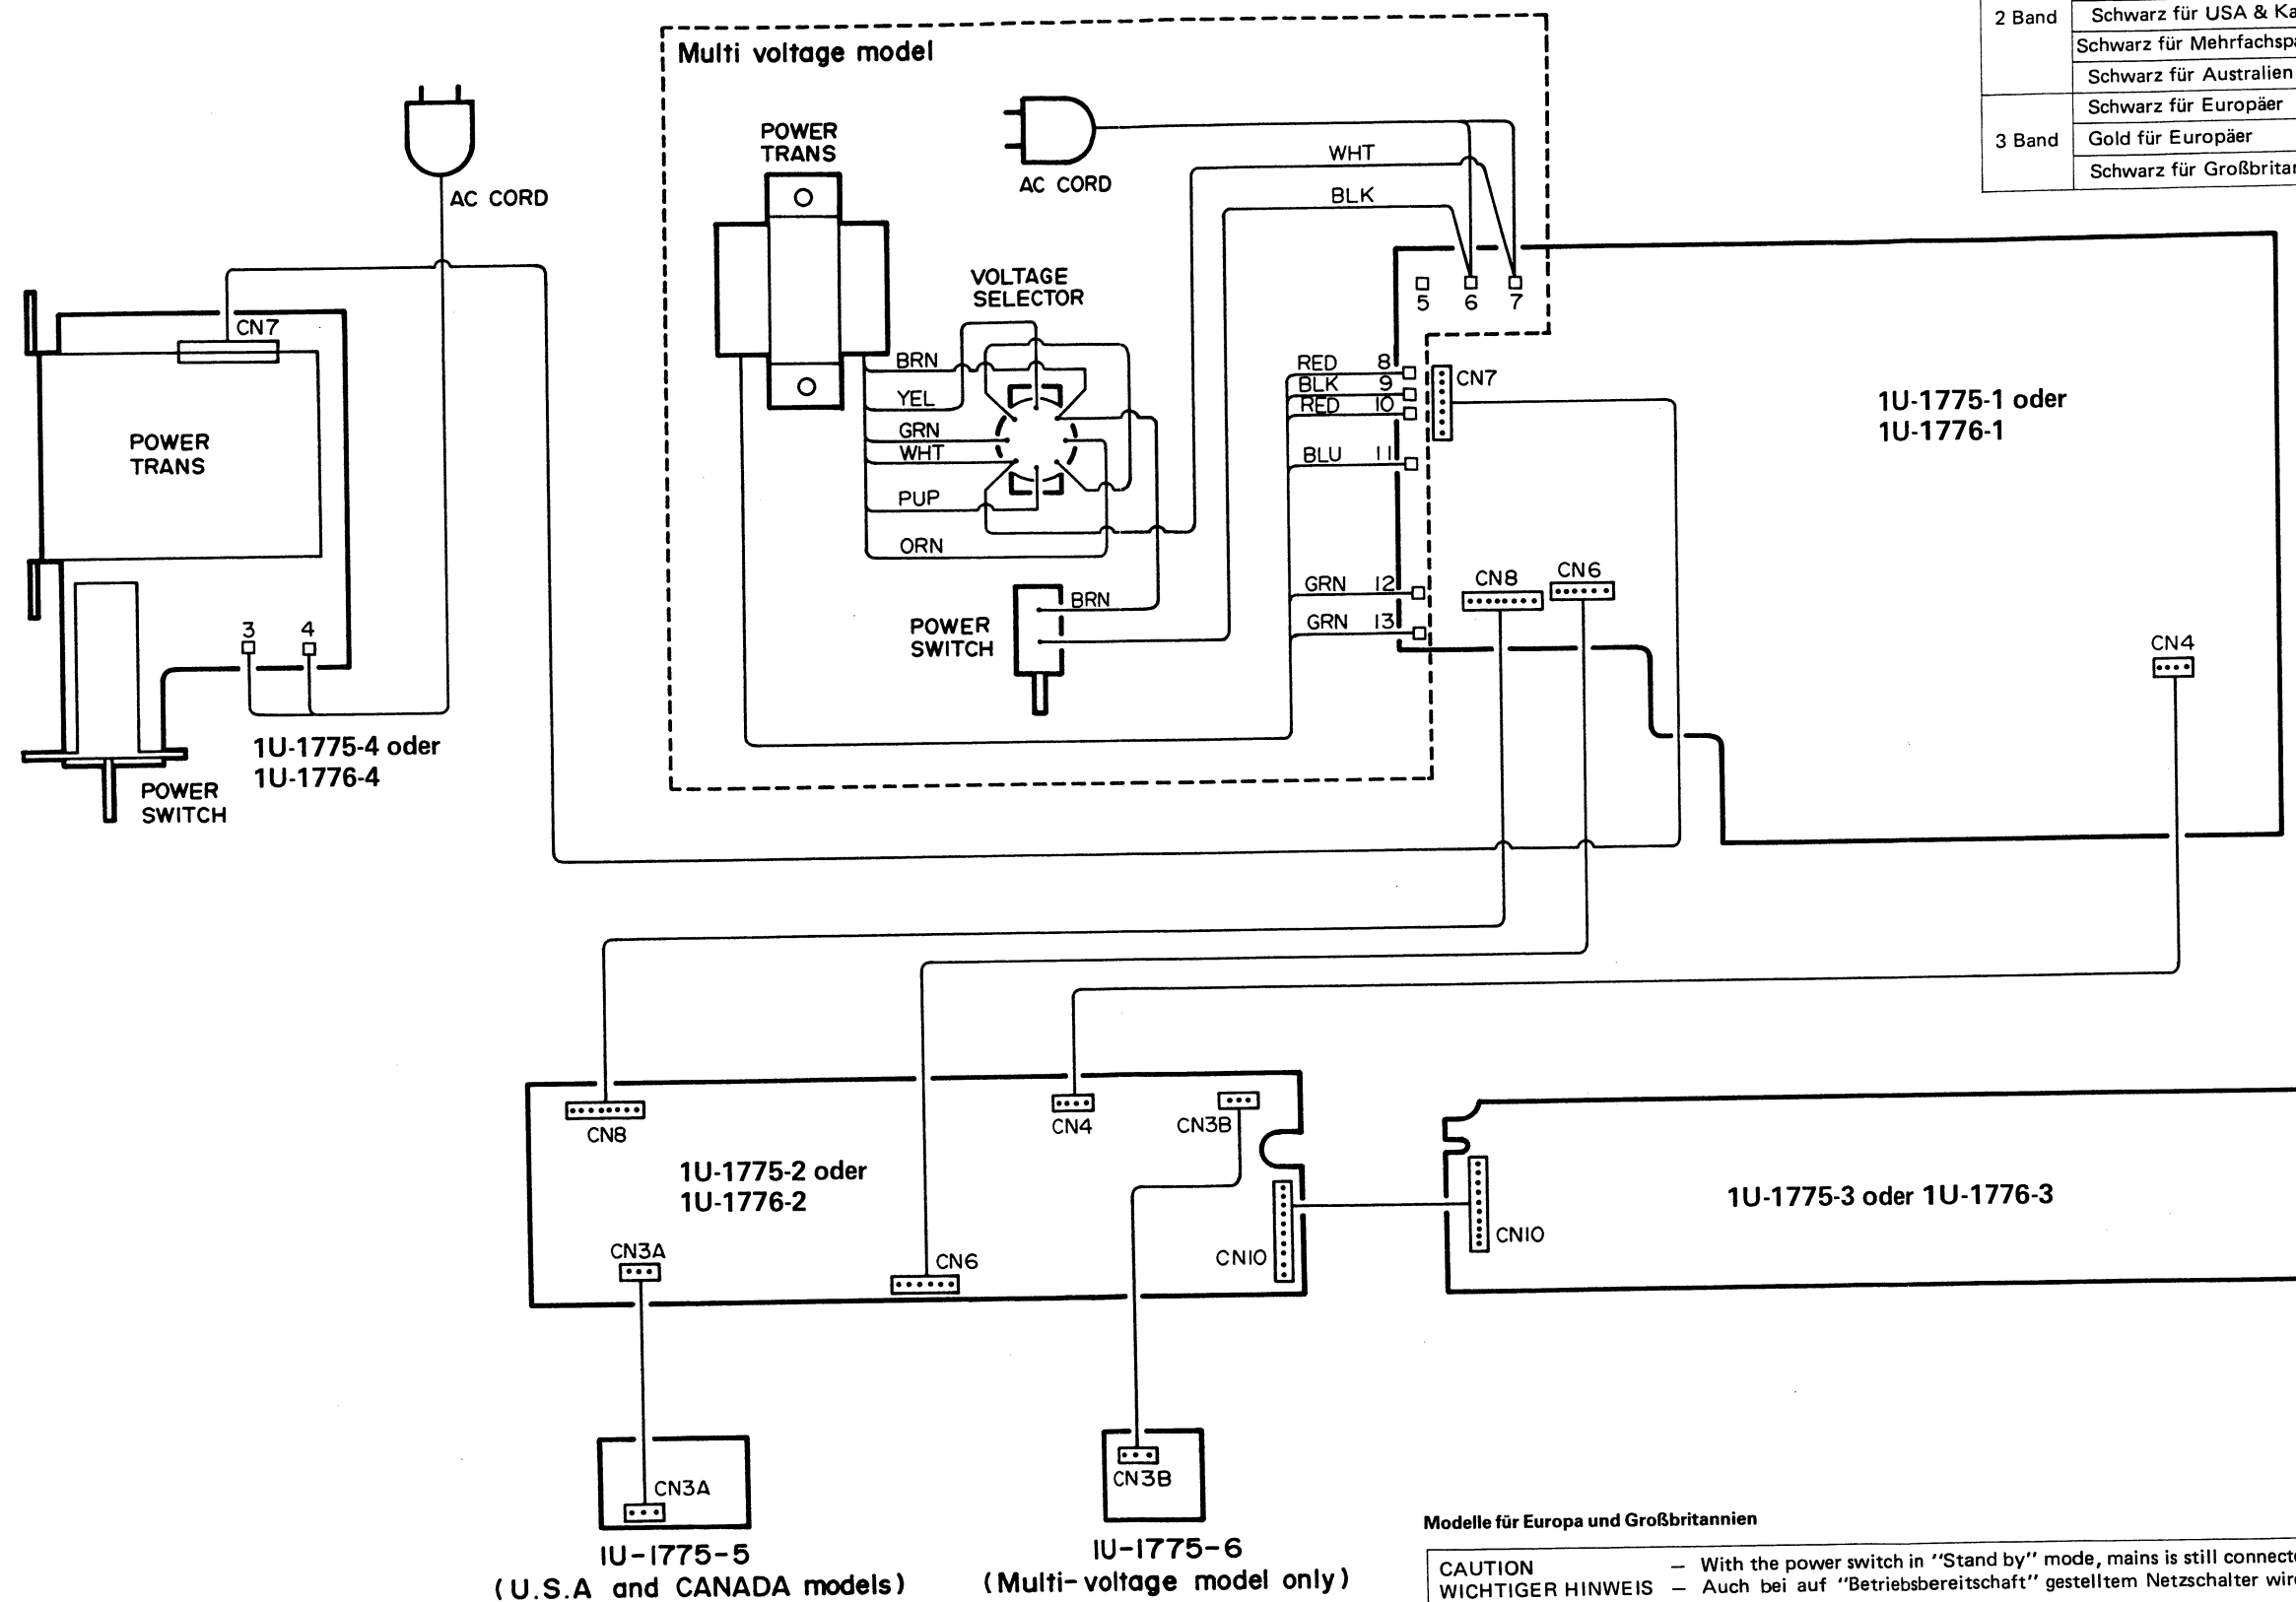 2 Band
Schwarz für USA &
Schwarz für
Schwarz für Australien
3 Band
Schwarz für Europäer
Gold für Europäer
Schwarz für
Multi voltage model
POWER
TRANS
AC CORD
AC CORD
WHT
BLK
VOLTAGE
SELECTOR
5
6
7
CN7
POWER
TRANS
BRN
YEL
GRN
WHT
PUP
ORN
RED 8
BLK 9
RED 10
BLU 11
GRN 12
GRN 13
CN7
1U-1775-1 oder
1U-1776-1
BRN
POWER
SWITCH
CN8
CN6
CN4
3
4
1U-1775-4 oder
1U-1776-4
POWER
SWITCH
CN8
CN4
CN3B
1U-1775-2 oder
1U-1776-2
CN3A
CN6
CN10
CN10
1U-1775-3 oder 1U-1776-3
CN3A
CN3B
1U-1775-5
(U.S.A and CANADA models)
1U-1775-6
(Multi-voltage model only)
Modelle für Europa und Großbritannien
CAUTION — With the power switch in "Stand by" mode, mains is still
WICHTIGER HINWEIS — Auch bei auf "Betriebsbereitschaft" gestelltem Netzschalter